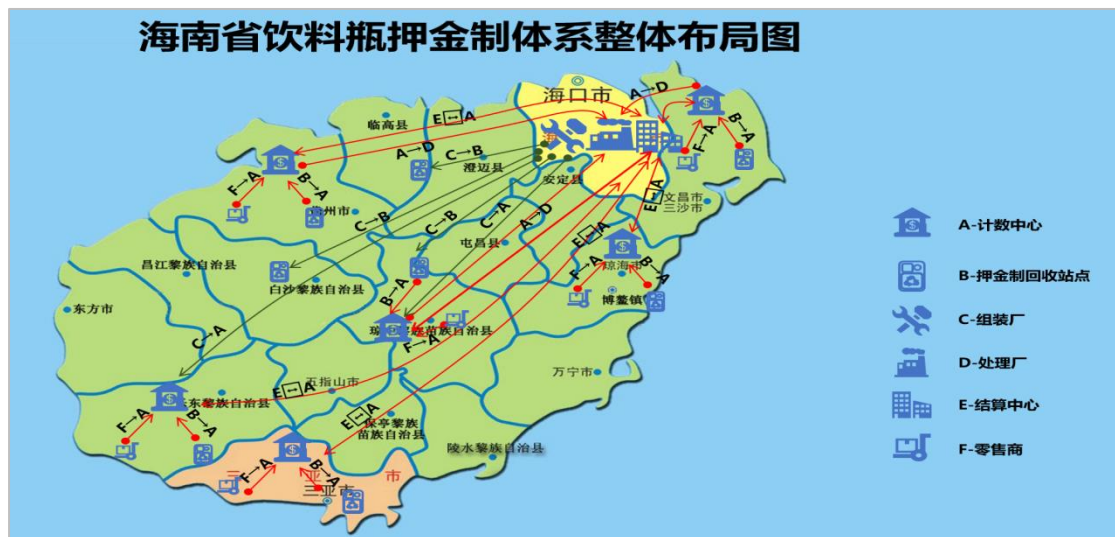 海南省饮料瓶押金制体系整体布局图
海口市
A→D
E↔A
临高县
B→A
F→A
A→D
C→B
澄迈县
安定县
E↔A
文昌市
三沙市
F→A
B→A
C→B
C→B
C→A
A→D
E↔A
屯昌县
A-计数中心
昌江黎族自治县
白沙黎族自治县
F→A
B→A
琼海市
B-押金制回收站点
东方市
B→A
博鳌镇
C-组装厂
C→A
F→A
D-处理厂
五指山市
万宁市
E↔A
E-结算中心
F→A
B→A
E↔A
保亭黎族
苗族自治县
陵水黎族自治县
F-零售商
F→A
B→A
三亚市
三亚市